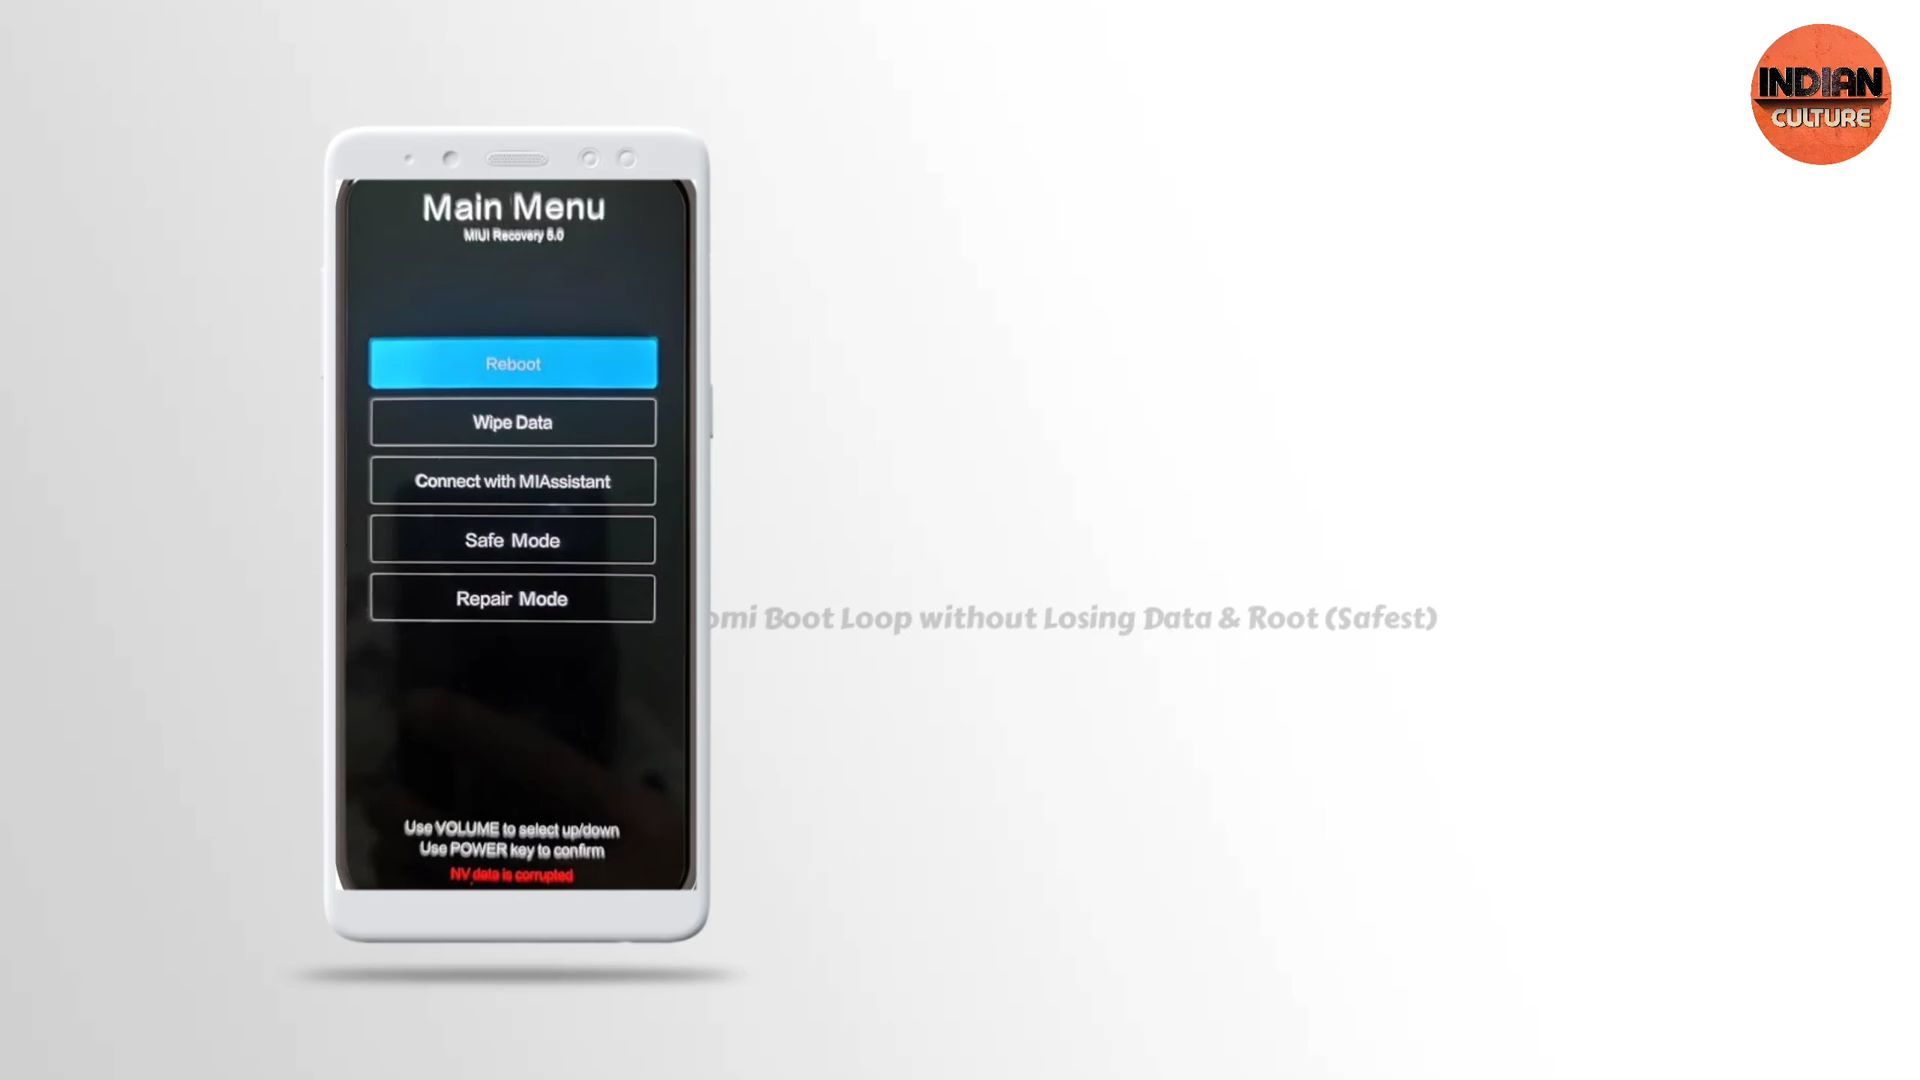 INDIAN
CULTURE
Main Menu
MIUI Recovery 5.0
Reboot
Wipe Data
Connect with MIAssistant
Safe Mode
Repair Mode
Boot Loop without Losing Data & Root (Safest)
Use VOLUME to select up/down
Use POWER key to confirm
NV data is corrupted